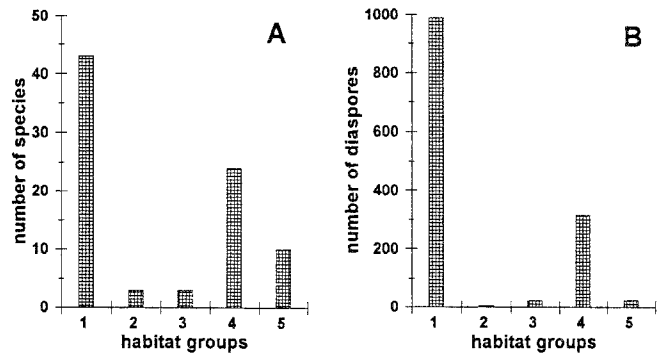 A
number of species
50
40
30
20
10
0
1 2 3 4 5
habitat groups
B
number of diaspores
1000
800
600
400
200
0
1 2 3 4 5
habitat groups